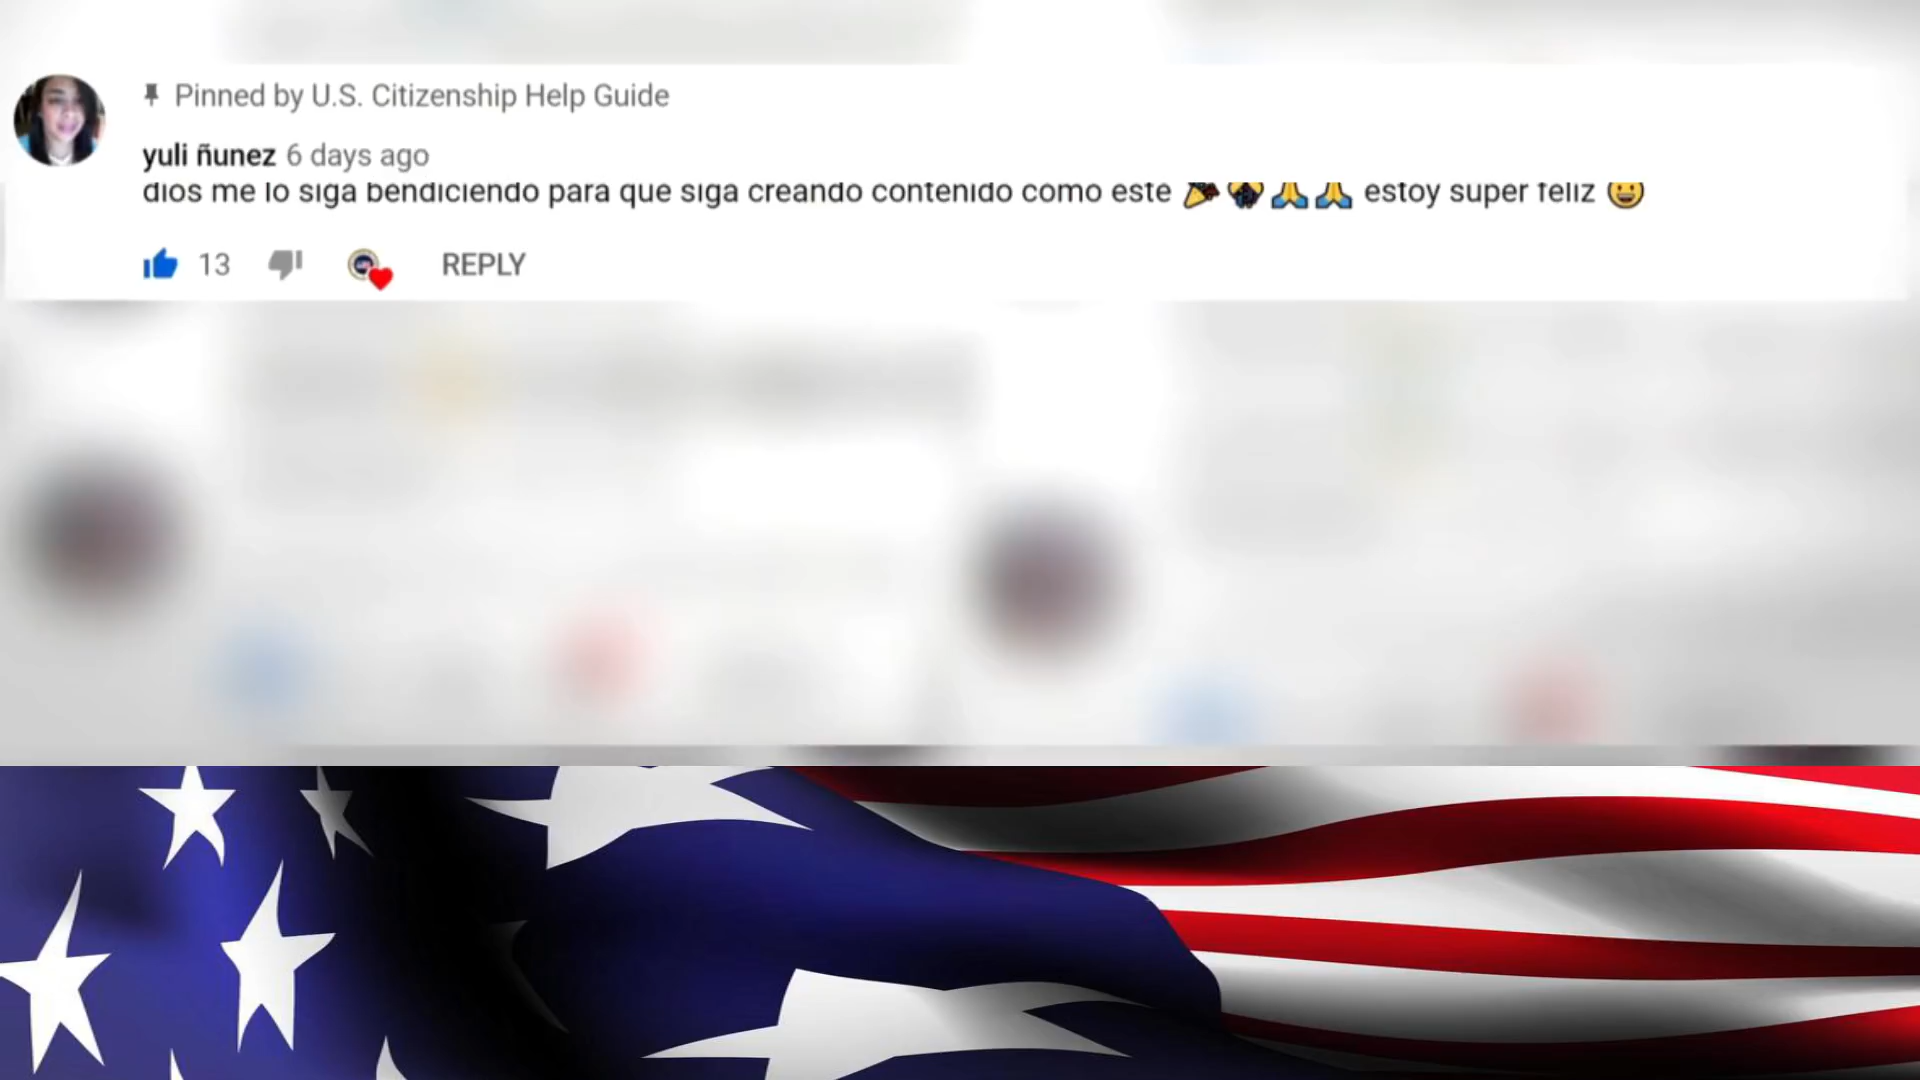 Pinned by U.S. Citizenship Help Guide
yuli ñunez 6 days ago
dios me lo siga bendiciendo para que siga creando contenido como este 🎉 🙏🙏 estoy super feliz 😀
13 REPLY